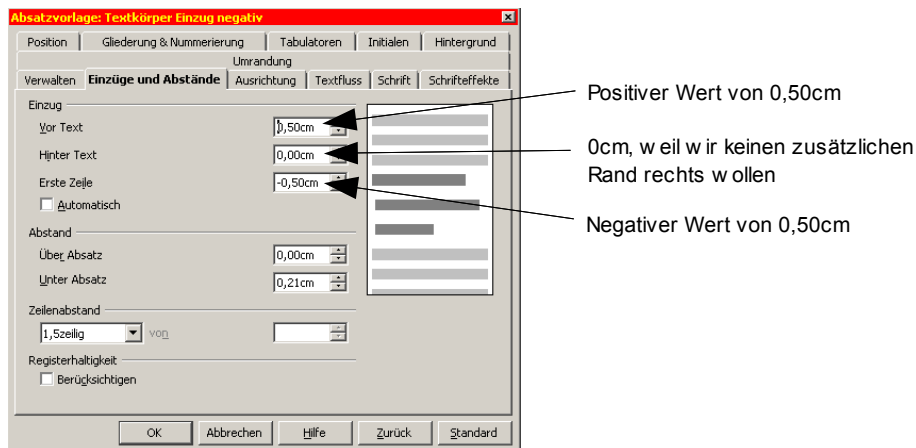 Absatzvorlage: Textkörper Einzug negativ
Position Gliederung & Nummerierung Tabulatoren Initialen Hintergrund
Umrandung
Verwalten Einzüge und Abstände Ausrichtung Textfluss Schrift Schrifteffekte
Einzug
Vor Text 0,50cm
Hinter Text 0,00cm
Erste Zeile -0,50cm
Automatisch
Abstand
Über Absatz 0,00cm
Unter Absatz 0,21cm
Zeilenabstand
1,5zeilig von
Registerhaltigkeit
Berücksichtigen
OK Abbrechen Hilfe Zurück Standard
Positiver Wert von 0,50cm
0cm, weil wir keinen zusätzlichen
Rand rechts wollen
Negativer Wert von 0,50cm